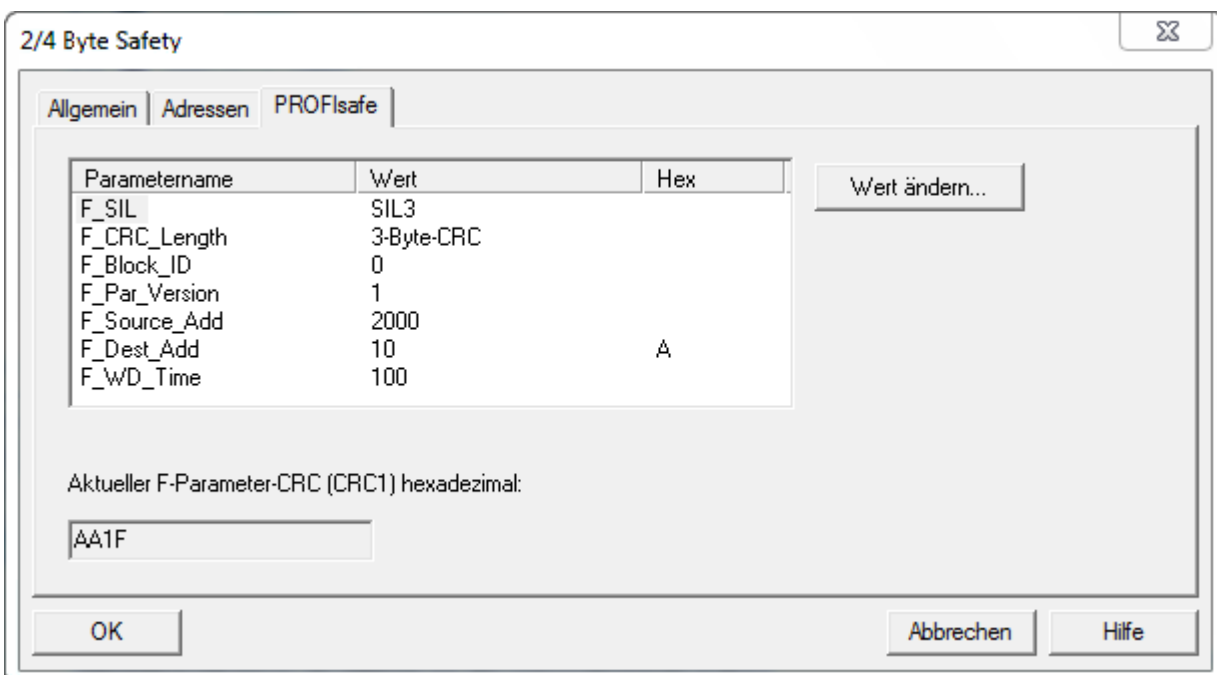 2/4 Byte Safety
Allgemein Adressen PROFIsafe
Parametername Wert Hex
F_SIL SIL3
F_CRC_Length 3-Byte-CRC
F_Block_ID 0
F_Par_Version 1
F_Source_Add 2000
F_Dest_Add 10 A
F_WD_Time 100
Wert ändern...
Aktueller F-Parameter-CRC (CRC1) hexadezimal:
AA1F
OK Abbrechen Hilfe